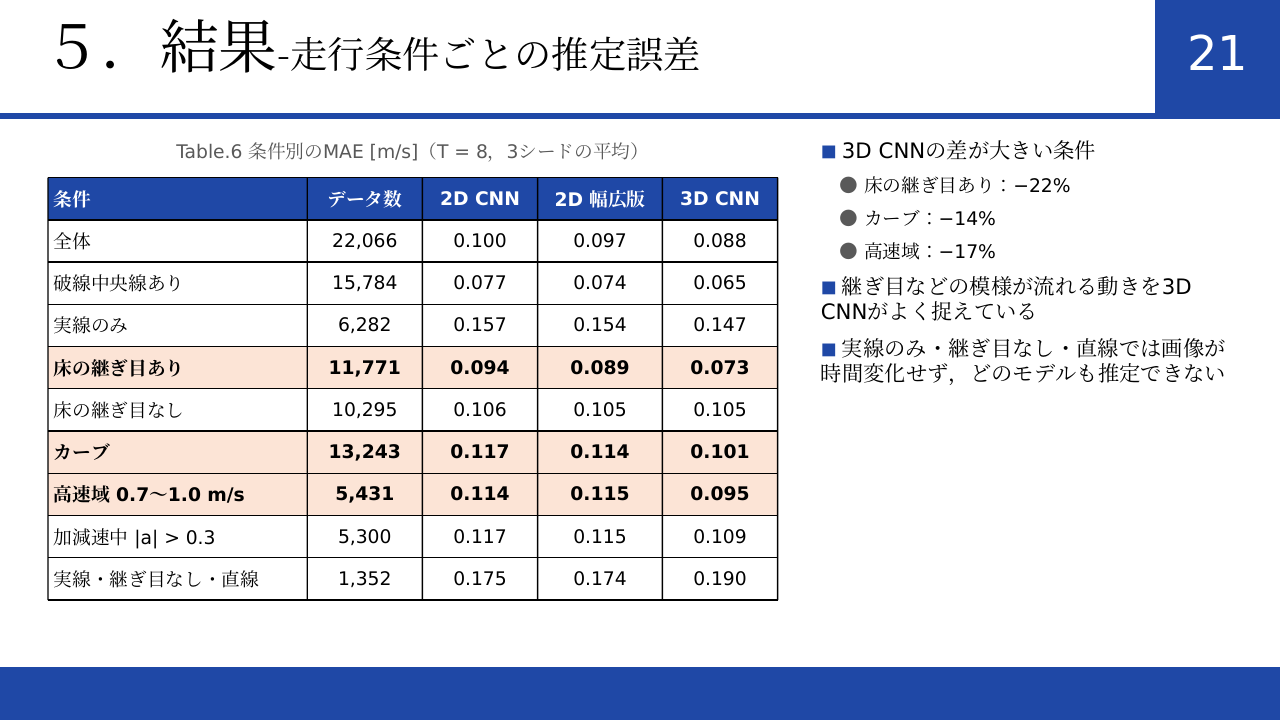 5．結果-走行条件ごとの推定誤差
21
Table.6 条件別のMAE [m/s]（T = 8，3シードの平均）
条件 データ数 2D CNN 2D 幅広版 3D CNN
全体 22,066 0.100 0.097 0.088
破線中央線あり 15,784 0.077 0.074 0.065
実線のみ 6,282 0.157 0.154 0.147
床の継ぎ目あり 11,771 0.094 0.089 0.073
床の継ぎ目なし 10,295 0.106 0.105 0.105
カーブ 13,243 0.117 0.114 0.101
高速域 0.7～1.0 m/s 5,431 0.114 0.115 0.095
加減速中 |a| > 0.3 5,300 0.117 0.115 0.109
実線・継ぎ目なし・直線 1,352 0.175 0.174 0.190
■ 3D CNNの差が大きい条件
● 床の継ぎ目あり：−22%
● カーブ：−14%
● 高速域：−17%
■ 継ぎ目などの模様が流れる動きを3D
CNNがよく捉えている
■ 実線のみ・継ぎ目なし・直線では画像が
時間変化せず，どのモデルも推定できない